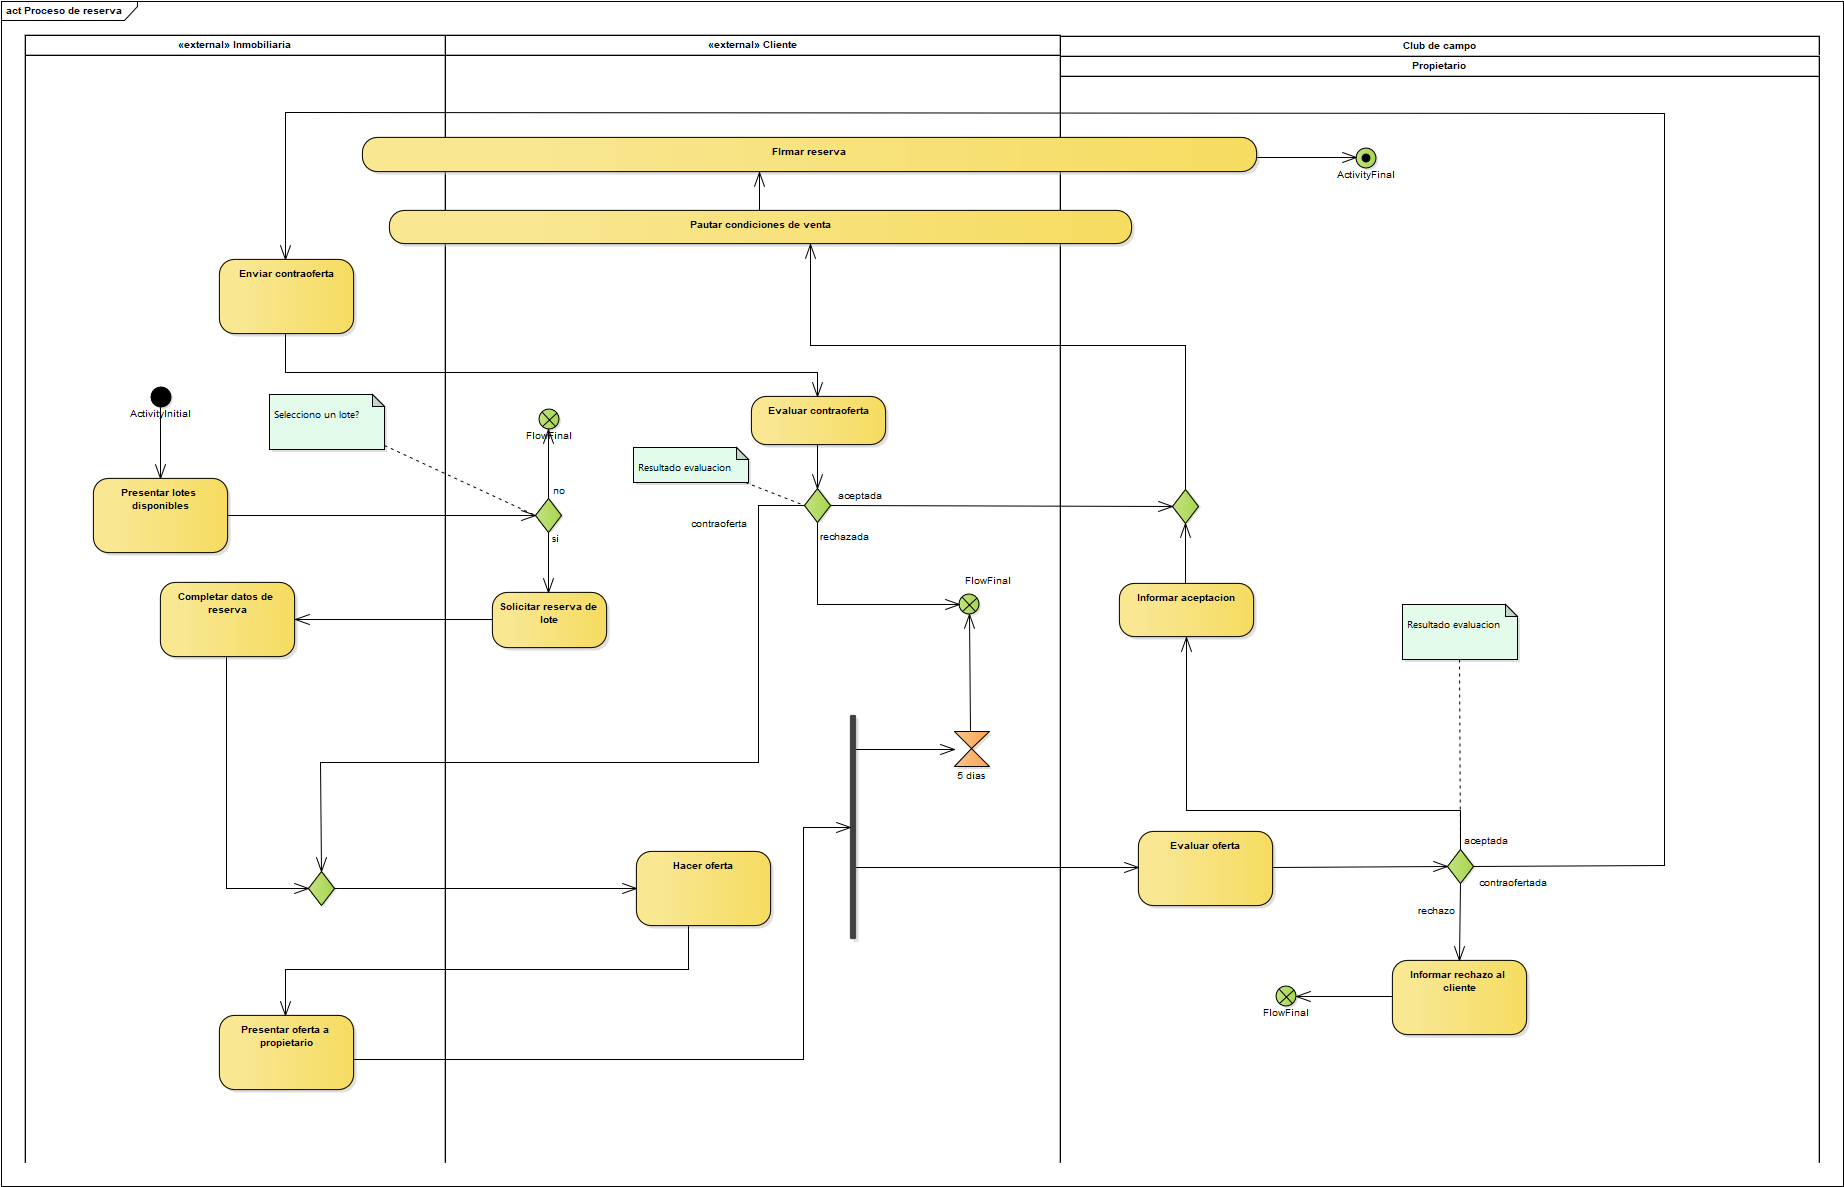 act Proceso de reserva
«external» Inmobiliaria
«external» Cliente
Club de campo
Propietario
FIrmar reserva
ActivityFinal
Pautar condiciones de venta
Enviar contraoferta
ActivityInitial
Selecciono un lote?
FlowFinal
Evaluar contraoferta
Resultado evaluacion
no
aceptada
contraoferta
rechazada
si
Presentar lotes
disponibles
Completar datos de
reserva
Solicitar reserva de
lote
FlowFinal
Informar aceptacion
Resultado evaluacion
5 dias
Hacer oferta
Evaluar oferta
aceptada
contraofertada
rechazo
Informar rechazo al
cliente
FlowFinal
Presentar oferta a
propietario